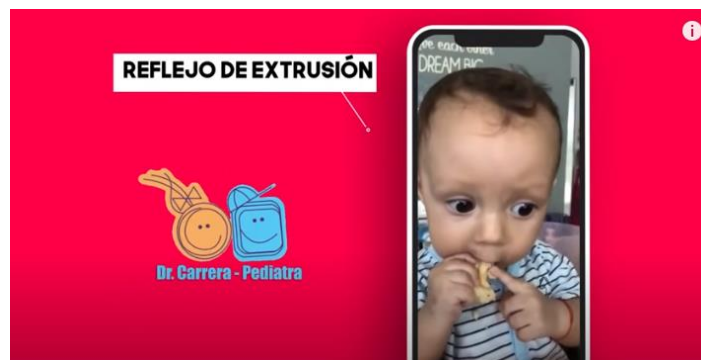 REFLEJO DE EXTRUSIÓN
DREAM BIG
Dr. Carrera - Pediatra